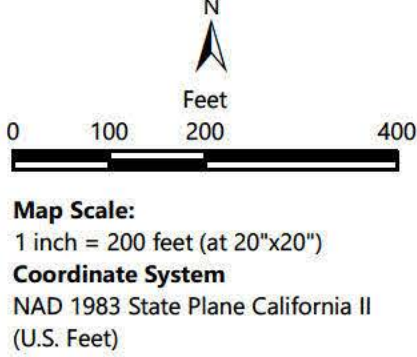 N
Feet
0 100 200 400
Map Scale:
1 inch = 200 feet (at 20"x20")
Coordinate System
NAD 1983 State Plane California II
(U.S. Feet)